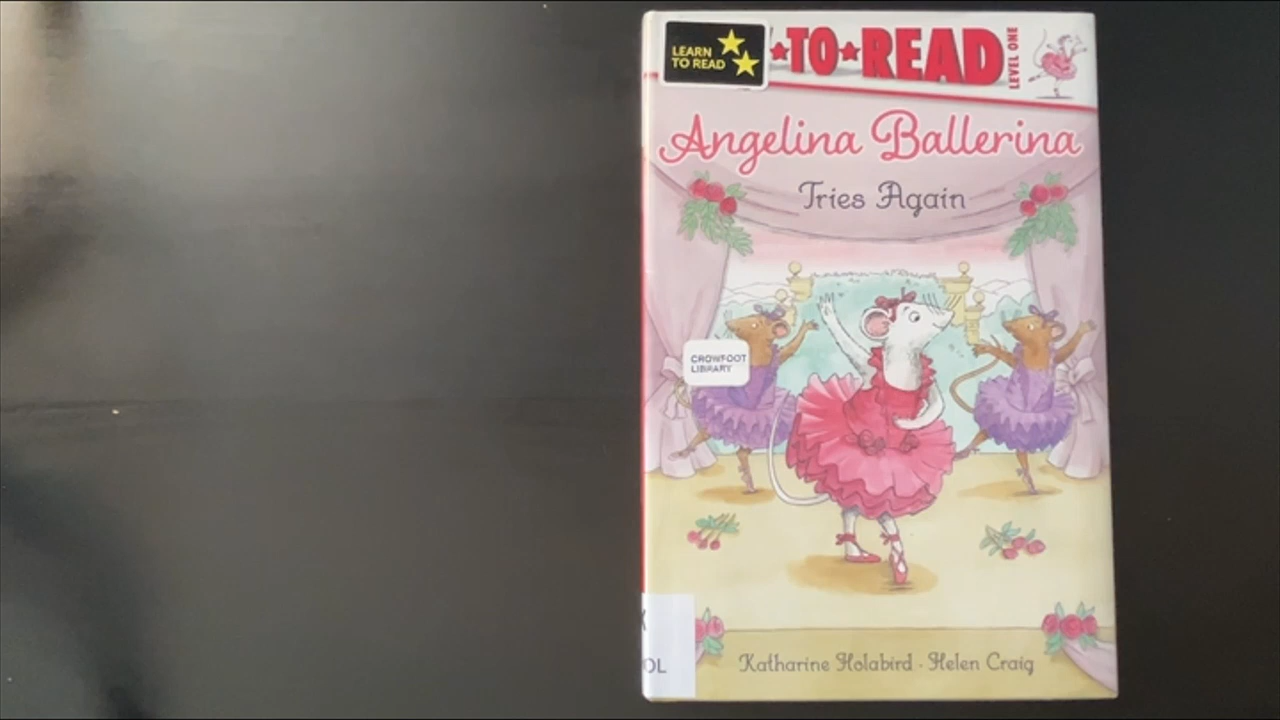 LEARN
TO READ
TO READ
LEVEL ONE
Angelina Ballerina
Tries Again
CROWFOOT
LIBRARY
OL
Katharine Holabird · Helen Craig